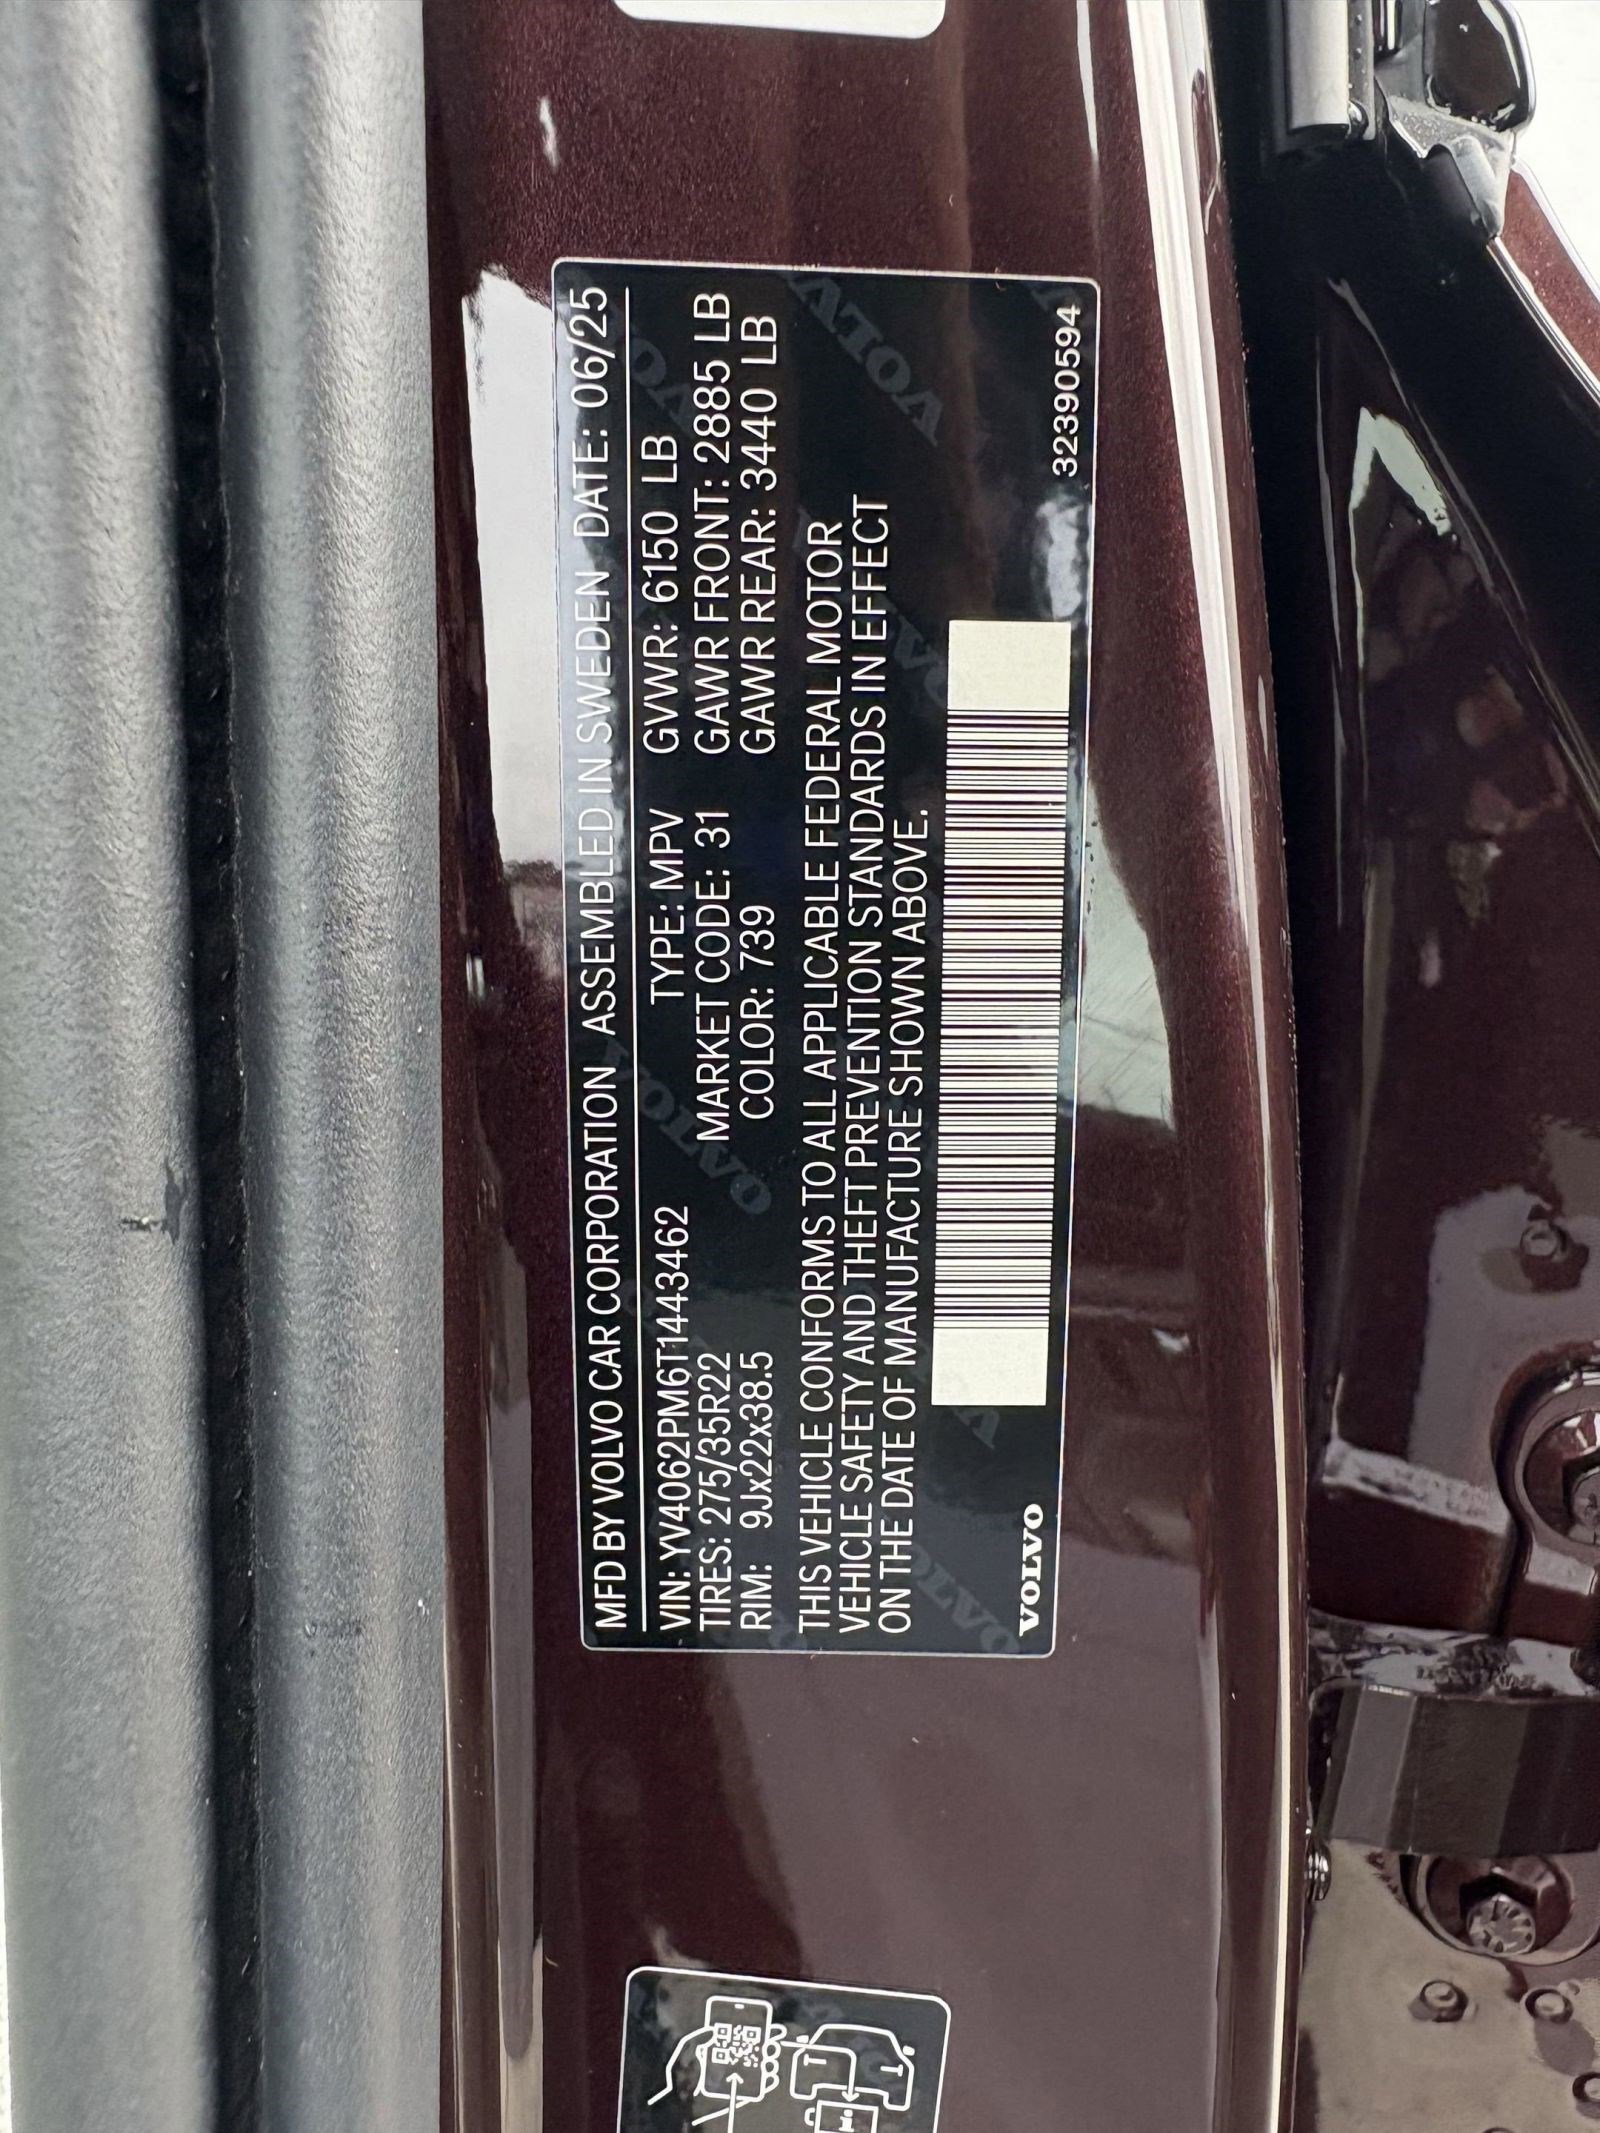 MFD BY VOLVO CAR CORPORATION ASSEMBLED IN SWEDEN DATE: 06/25
VIN: YV4062PM6T1443462 TYPE: MPV GVWR: 6150 LB
TIRES: 275/35R22 MARKET CODE: 31 GAWR FRONT: 2885 LB
RIM: 9Jx22x38.5 COLOR: 739 GAWR REAR: 3440 LB
THIS VEHICLE CONFORMS TO ALL APPLICABLE FEDERAL MOTOR
VEHICLE SAFETY AND THEFT PREVENTION STANDARDS IN EFFECT
ON THE DATE OF MANUFACTURE SHOWN ABOVE.
VOLVO
32390594